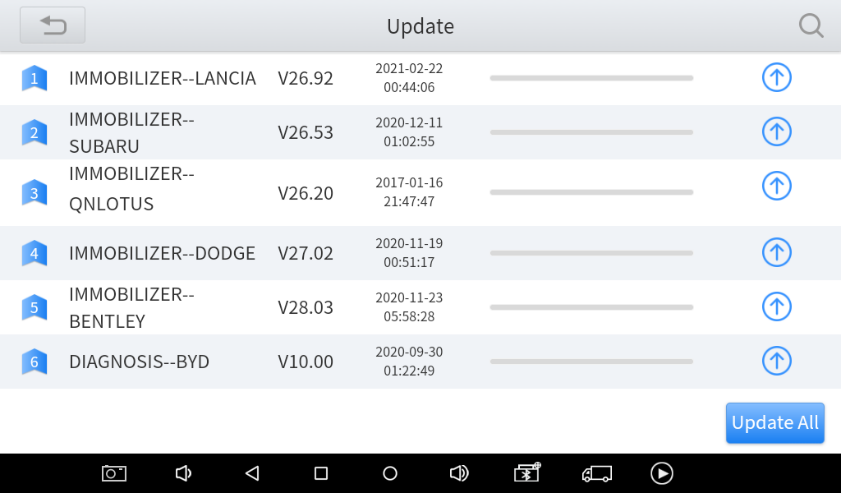 Update
1 IMMOBILIZER--LANCIA V26.92 2021-02-22
00:44:06
2 IMMOBILIZER--
SUBARU V26.53 2020-12-11
01:02:55
3 IMMOBILIZER--
QNLOTUS V26.20 2017-01-16
21:47:47
4 IMMOBILIZER--DODGE V27.02 2020-11-19
00:51:17
5 IMMOBILIZER--
BENTLEY V28.03 2020-11-23
05:58:28
6 DIAGNOSIS--BYD V10.00 2020-09-30
01:22:49
Update All